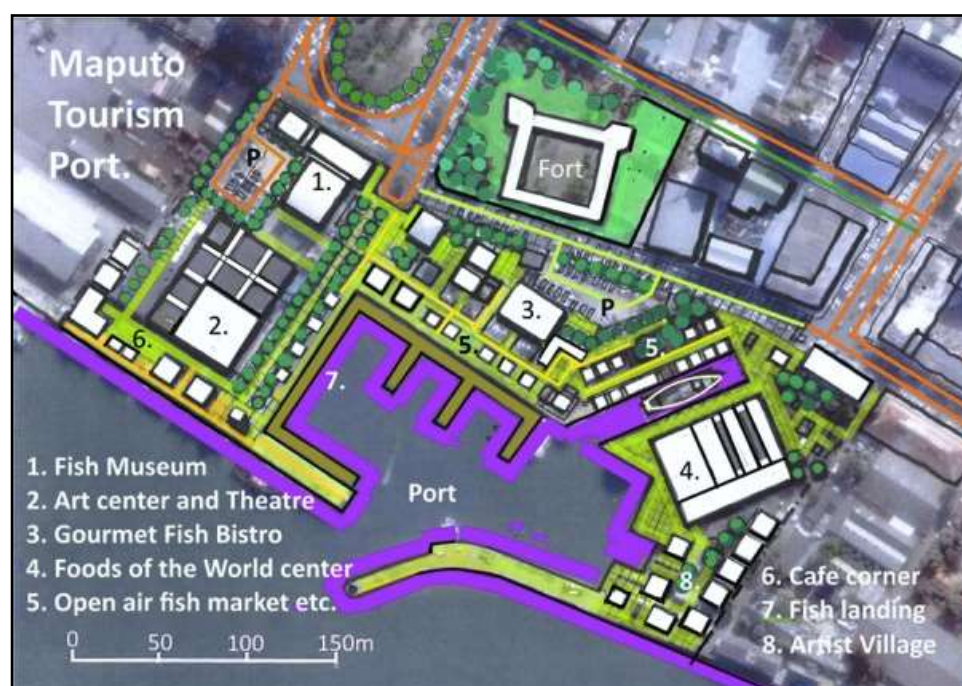 Maputo
Tourism
Port.
P
1.
Fort
2.
3.
P
6.
5.
5.
7.
4.
Port
8.
1. Fish Museum
2. Art center and Theatre
3. Gourmet Fish Bistro
4. Foods of the World center
5. Open air fish market etc.
6. Cafe corner
7. Fish landing
8. Artist Village
0 50 100 150m